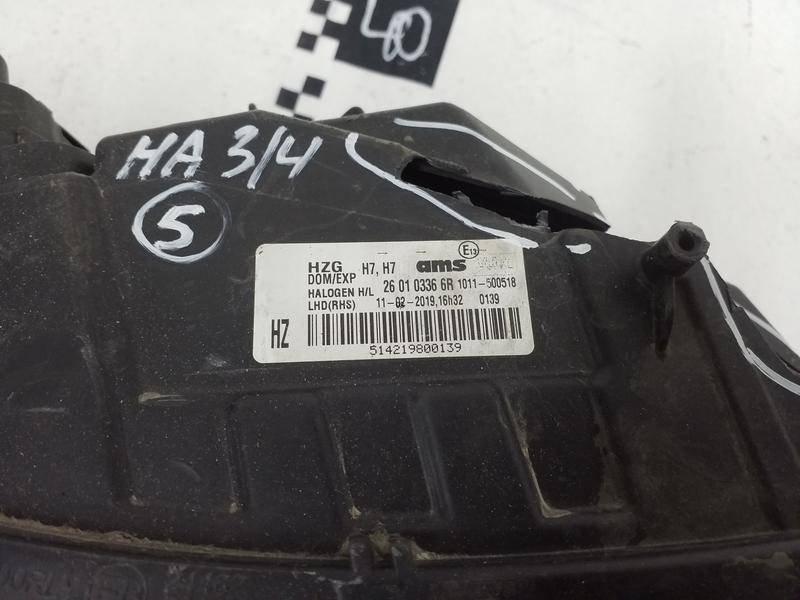 40
НА 3/4
5
HZG H7, H7 ams E13
DOM/EXP
HALOGEN H/L 26 01 0336 6R 1011-500518
LHD(RHS) 11-02-2019,16h32 0139
HZ
514219800139